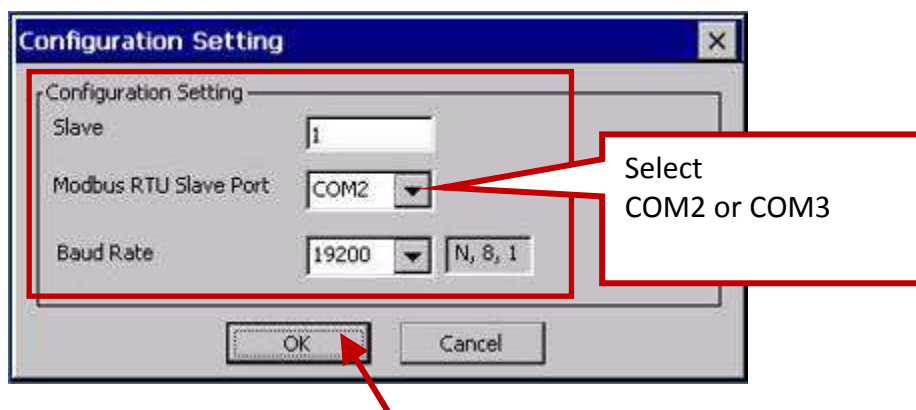 Configuration Setting
Configuration Setting
Slave
1
Modbus RTU Slave Port
COM2
Select
COM2 or COM3
Baud Rate
19200
N, 8, 1
OK
Cancel